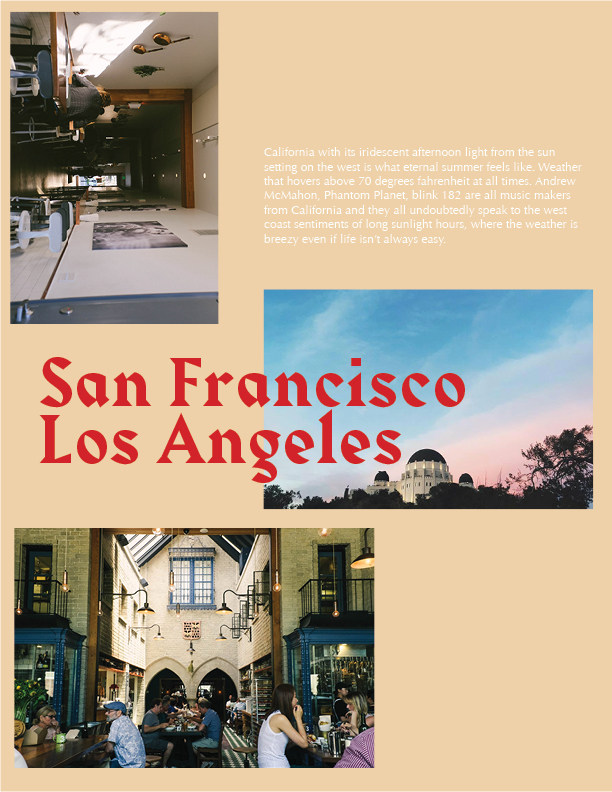 California with its iridescent afternoon light from the sun
setting on the west is what eternal summer feels like. Weather
that hovers above 70 degrees fahrenheit at all times. Andrew
McMahon, Phantom Planet, blink 182 are all music makers
from California and they all undoubtedly speak to the west
coast sentiments of long sunlight hours, where the weather is
breezy even if life isn't always easy.
San Francisco
Los Angeles